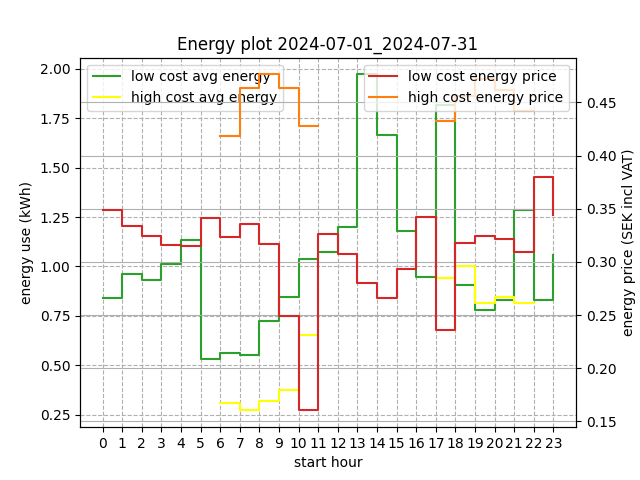 Energy plot 2024-07-01_2024-07-31
low cost avg energy
high cost avg energy
low cost energy price
high cost energy price
2.00
1.75
1.50
1.25
1.00
0.75
0.50
0.25
energy use (kWh)
0.45
0.40
0.35
0.30
0.25
0.20
0.15
energy price (SEK incl VAT)
0 1 2 3 4 5 6 7 8 9 10 11 12 13 14 15 16 17 18 19 20 21 22 23
start hour